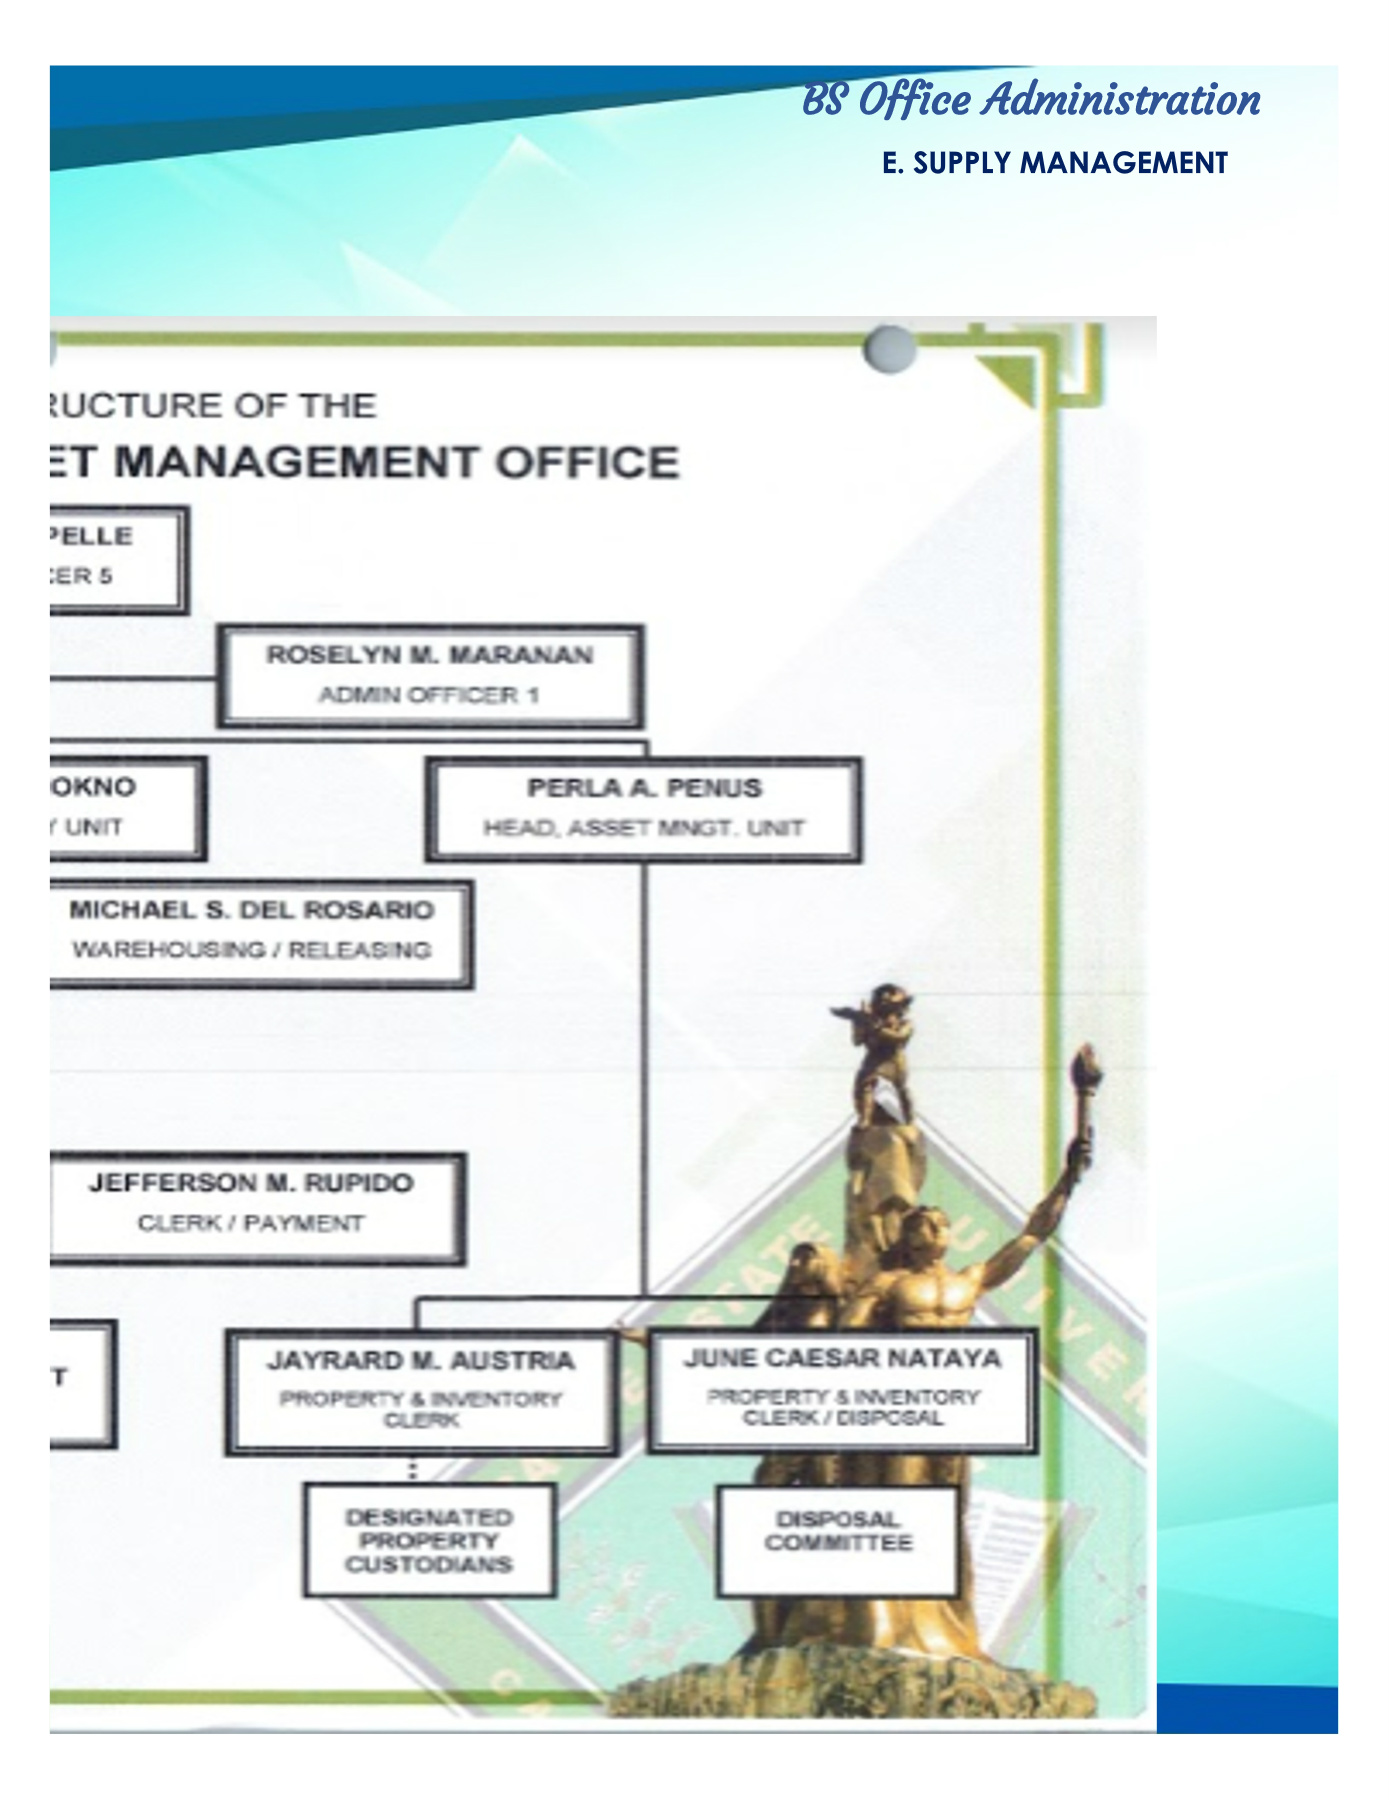 BS Office Administration
E. SUPPLY MANAGEMENT
RUCTURE OF THE
ET MANAGEMENT OFFICE
PELLE
CER 5
ROSELYN M. MARANAN
ADMIN OFFICER 1
OKNO
Y UNIT
PERLA A. PENUS
HEAD, ASSET MNGT. UNIT
MICHAEL S. DEL ROSARIO
WAREHOUSING / RELEASING
JEFFERSON M. RUPIDO
CLERK / PAYMENT
T
JAYRARD M. AUSTRIA
PROPERTY & INVENTORY
CLERK
JUNE CAESAR NATAYA
PROPERTY & INVENTORY
CLERK / DISPOSAL
DESIGNATED
PROPERTY
CUSTODIANS
DISPOSAL
COMMITTEE
STATE
UNIVER